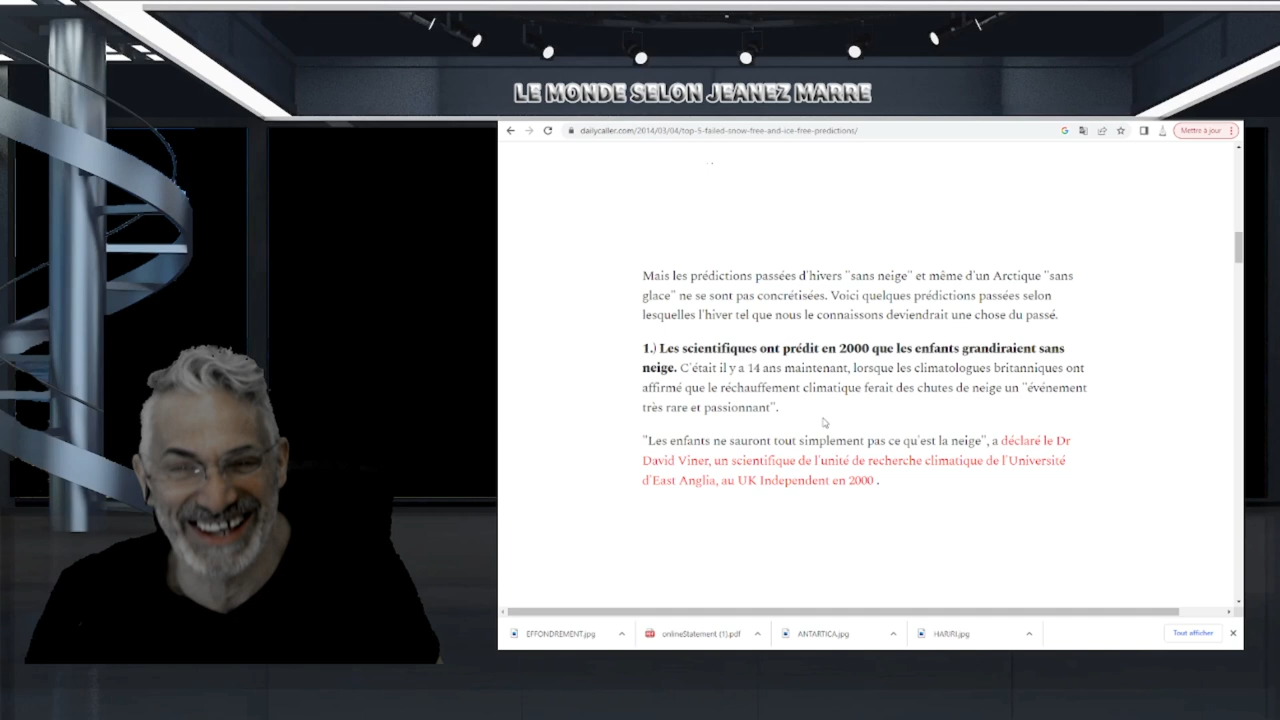 LE MONDE SELON JEANEZ MARRE
dailycaller.com/2014/03/04/top-5-failed-snow-free-and-ice-free-predictions/
Mettre à jour
Mais les prédictions passées d'hivers "sans neige" et même d'un Arctique "sans
glace" ne se sont pas concrétisées. Voici quelques prédictions passées selon
lesquelles l'hiver tel que nous le connaissons deviendrait une chose du passé.
1.) Les scientifiques ont prédit en 2000 que les enfants grandiraient sans
neige. C'était il y a 14 ans maintenant, lorsque les climatologues britanniques ont
affirmé que le réchauffement climatique ferait des chutes de neige un "événement
très rare et passionnant".
"Les enfants ne sauront tout simplement pas ce qu'est la neige", a déclaré le Dr
David Viner, un scientifique de l'unité de recherche climatique de l'Université
d'East Anglia, au UK Independent en 2000 .
EFFONDREMENT.jpg
onlineStatement (1).pdf
ANTARTICA.jpg
HARIRI.jpg
Tout afficher